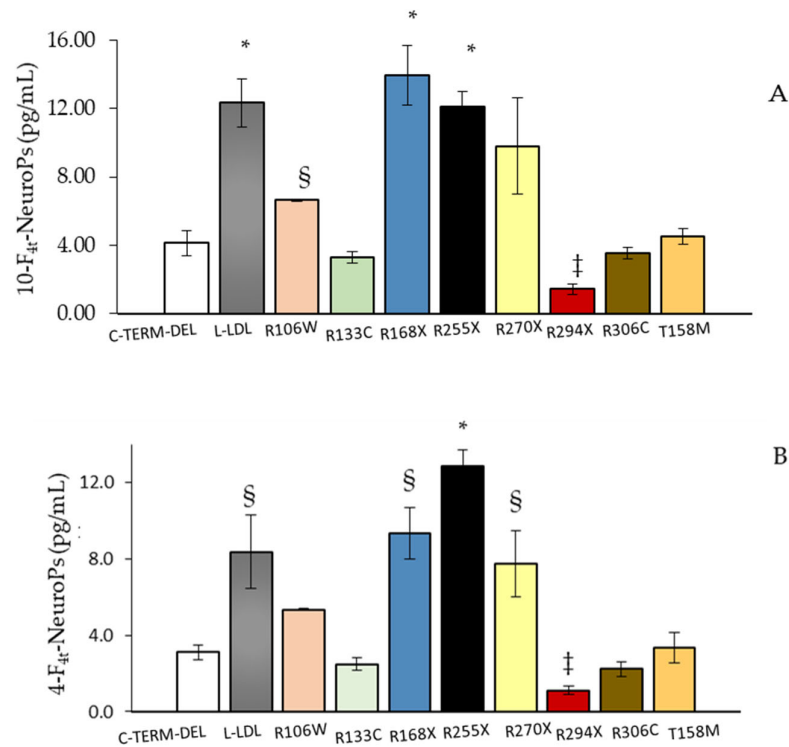 * * *
16.00
A
12.00
§
8.00
‡
4.00
0.00
10-F4t-NeuroPs (pg/mL)
C-TERM-DEL L-LDL R106W R133C R168X R255X R270X R294X R306C T158M
*
B
§ § §
12.0
8.0
‡
4.0
0.0
4-F4t-NeuroPs (pg/mL)
C-TERM-DEL L-LDL R106W R133C R168X R255X R270X R294X R306C T158M